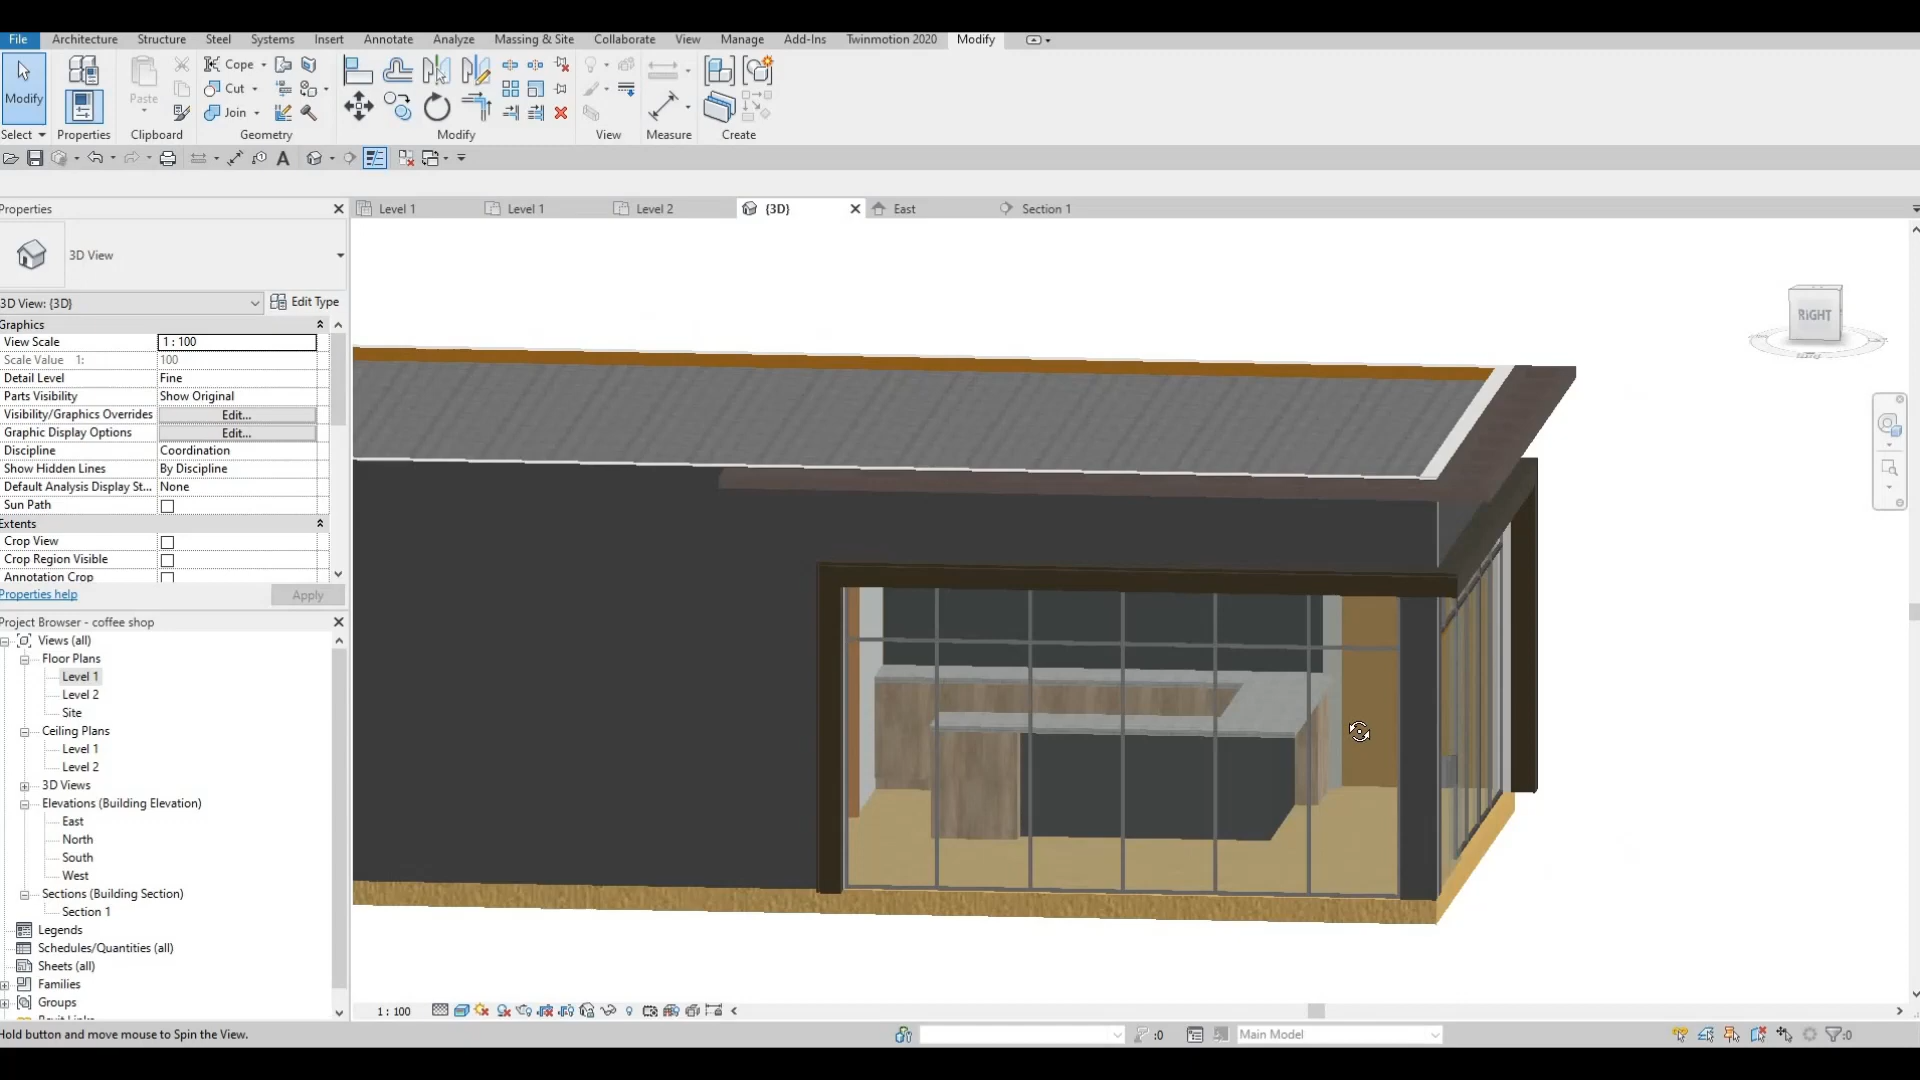 File Architecture Structure Steel Systems Insert Annotate Analyze Massing & Site Collaborate View Manage Add-Ins Twinmotion 2020 Modify
Cope
Modify Paste Cut
Join
Select Properties Clipboard Geometry Modify View Measure Create
Properties Level 1 Level 1 Level 2 {3D} East Section 1
3D View
RIGHT
3D View: {3D} Edit Type
Graphics
View Scale 1 : 100
Scale Value 1: 100
Detail Level Fine
Parts Visibility Show Original
Visibility/Graphics Overrides Edit...
Graphic Display Options Edit...
Discipline Coordination
Show Hidden Lines By Discipline
Default Analysis Display St... None
Sun Path
Extents
Crop View
Crop Region Visible
Annotation Crop
Properties help Apply
Project Browser - coffee shop
Views (all)
Floor Plans
Level 1
Level 2
Site
Ceiling Plans
Level 1
Level 2
3D Views
Elevations (Building Elevation)
East
North
South
West
Sections (Building Section)
Section 1
Legends
Schedules/Quantities (all)
Sheets (all)
Families
Groups
1 : 100
Hold button and move mouse to Spin the View. :0 Main Model :0